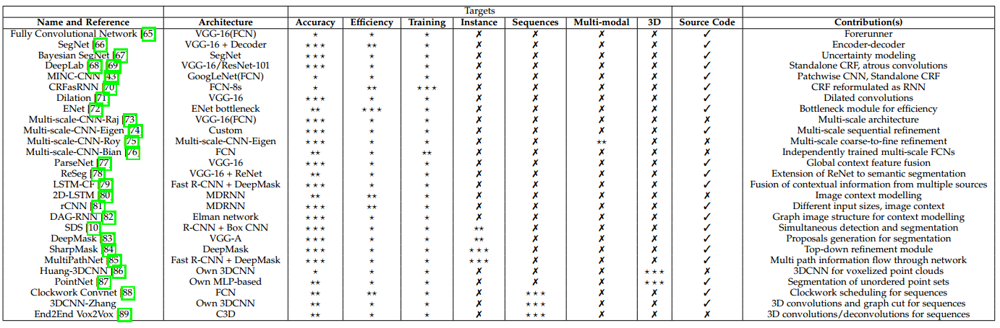 Targets
Name and Reference Architecture Accuracy Efficiency Training Instance Sequences Multi-modal 3D Source Code Contribution(s)
Fully Convolutional Network [65] VGG-16(FCN) ⋆ ⋆ ⋆ ✗ ✗ ✗ ✗ ✓ Forerunner
SegNet [66] VGG-16 + Decoder ⋆⋆⋆ ⋆⋆ ⋆ ✗ ✗ ✗ ✗ ✓ Encoder-decoder
Bayesian SegNet [67] SegNet ⋆⋆⋆ ⋆ ⋆ ✗ ✗ ✗ ✗ ✓ Uncertainty modeling
DeepLab [68] [69] VGG-16/ResNet-101 ⋆⋆⋆ ⋆ ⋆ ✗ ✗ ✗ ✗ ✓ Standalone CRF, atrous convolutions
MINC-CNN [43] GoogLeNet(FCN) ⋆ ⋆ ⋆ ✗ ✗ ✗ ✗ ✓ Patchwise CNN, Standalone CRF
CRFasRNN [70] FCN-8s ⋆ ⋆⋆ ⋆⋆⋆ ✗ ✗ ✗ ✗ ✓ CRF reformulated as RNN
Dilation [71] VGG-16 ⋆⋆⋆ ⋆ ⋆ ✗ ✗ ✗ ✗ ✓ Dilated convolutions
ENet [72] ENet bottleneck ⋆⋆ ⋆⋆⋆ ⋆ ✗ ✗ ✗ ✗ ✓ Bottleneck module for efficiency
Multi-scale-CNN-Raj [73] VGG-16(FCN) ⋆⋆⋆ ⋆ ⋆ ✗ ✗ ✗ ✗ ✗ Multi-scale architecture
Multi-scale-CNN-Eigen [74] Custom ⋆⋆⋆ ⋆ ⋆ ✗ ✗ ✗ ✗ ✓ Multi-scale sequential refinement
Multi-scale-CNN-Roy [75] Multi-scale-CNN-Eigen ⋆⋆⋆ ⋆ ⋆ ✗ ✗ ⋆⋆ ✗ ✗ Multi-scale coarse-to-fine refinement
Multi-scale-CNN-Bian [76] FCN ⋆⋆ ⋆ ⋆⋆ ✗ ✗ ✗ ✗ ✗ Independently trained multi-scale FCNs
ParseNet [77] VGG-16 ⋆⋆⋆ ⋆ ⋆ ✗ ✗ ✗ ✗ ✓ Global context feature fusion
ReSeg [78] VGG-16 + ReNet ⋆⋆ ⋆ ⋆ ✗ ✗ ✗ ✗ ✓ Extension of ReNet to semantic segmentation
LSTM-CF [79] Fast R-CNN + DeepMask ⋆⋆⋆ ⋆ ⋆ ✗ ✗ ✗ ✗ ✓ Fusion of contextual information from multiple sources
2D-LSTM [80] MDRNN ⋆⋆ ⋆⋆ ⋆ ✗ ✗ ✗ ✗ ✗ Image context modelling
rCNN [81] MDRNN ⋆⋆⋆ ⋆⋆ ⋆ ✗ ✗ ✗ ✗ ✓ Different input sizes, image context
DAG-RNN [82] Elman network ⋆⋆⋆ ⋆ ⋆ ✗ ✗ ✗ ✗ ✓ Graph image structure for context modelling
SDS [10] R-CNN + Box CNN ⋆⋆⋆ ⋆ ⋆ ⋆⋆ ✗ ✗ ✗ ✓ Simultaneous detection and segmentation
DeepMask [83] VGG-A ⋆⋆⋆ ⋆ ⋆ ⋆⋆ ✗ ✗ ✗ ✓ Proposals generation for segmentation
SharpMask [84] DeepMask ⋆⋆⋆ ⋆ ⋆ ⋆⋆⋆ ✗ ✗ ✗ ✓ Top-down refinement module
MultiPathNet [85] Fast R-CNN + DeepMask ⋆⋆⋆ ⋆ ⋆ ⋆⋆⋆ ✗ ✗ ✗ ✓ Multi path information flow through network
Huang-3DCNN [86] Own 3DCNN ⋆ ⋆ ⋆ ✗ ✗ ✗ ⋆⋆⋆ ✗ 3DCNN for voxelized point clouds
PointNet [87] Own MLP-based ⋆⋆ ⋆ ⋆ ✗ ✗ ✗ ⋆⋆⋆ ✓ Segmentation of unordered point sets
Clockwork Convnet [88] FCN ⋆⋆ ⋆⋆ ⋆ ✗ ⋆⋆⋆ ✗ ✗ ✓ Clockwork scheduling for sequences
3DCNN-Zhang Own 3DCNN ⋆⋆ ⋆ ⋆ ✗ ⋆⋆⋆ ✗ ✗ ✓ 3D convolutions and graph cut for sequences
End2End Vox2Vox [89] C3D ⋆⋆ ⋆ ⋆ ✗ ⋆⋆⋆ ✗ ✗ ✗ 3D convolutions/deconvolutions for sequences